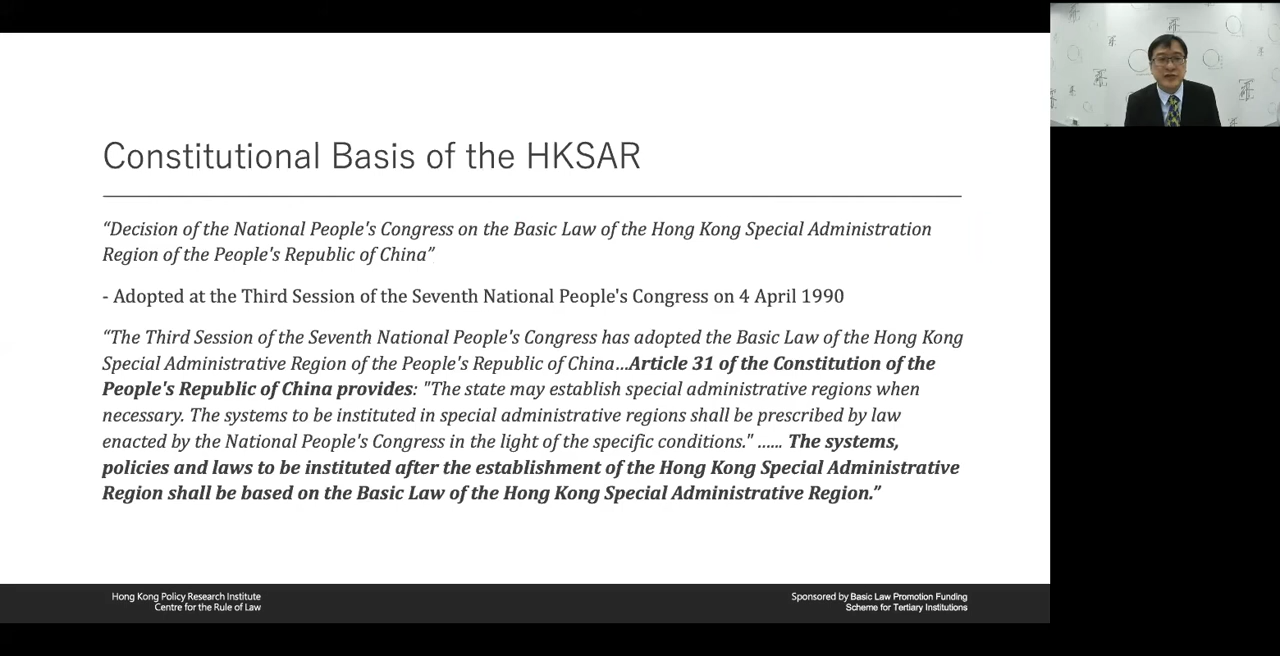 Constitutional Basis of the HKSAR
“Decision of the National People's Congress on the Basic Law of the Hong Kong Special Administration
Region of the People's Republic of China”
- Adopted at the Third Session of the Seventh National People's Congress on 4 April 1990
“The Third Session of the Seventh National People's Congress has adopted the Basic Law of the Hong Kong
Special Administrative Region of the People's Republic of China…Article 31 of the Constitution of the
People's Republic of China provides: "The state may establish special administrative regions when
necessary. The systems to be instituted in special administrative regions shall be prescribed by law
enacted by the National People's Congress in the light of the specific conditions." …… The systems,
policies and laws to be instituted after the establishment of the Hong Kong Special Administrative
Region shall be based on the Basic Law of the Hong Kong Special Administrative Region.”
Hong Kong Policy Research Institute
Centre for the Rule of Law
Sponsored by Basic Law Promotion Funding
Scheme for Tertiary Institutions